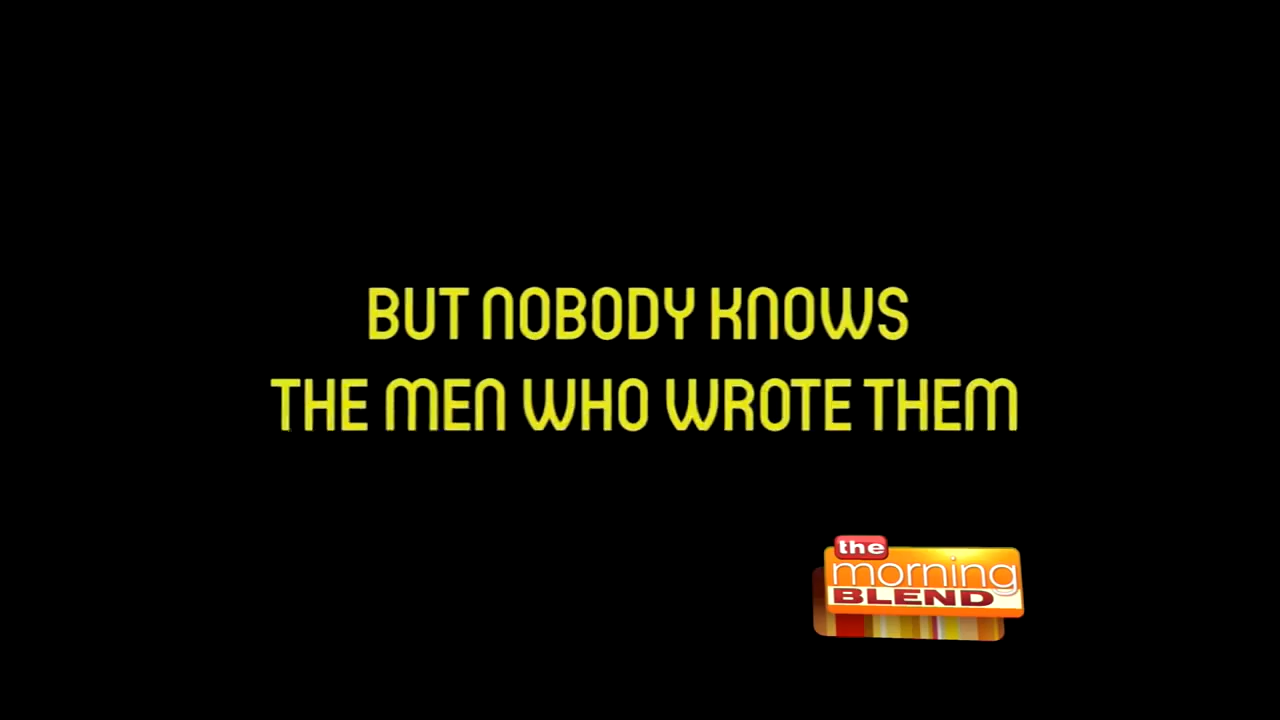 BUT NOBODY KNOWS
THE MEN WHO WROTE THEM
the
morning
BLEND